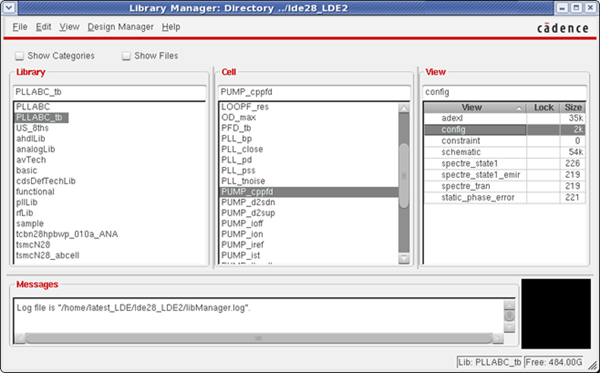 Library Manager: Directory ../lde28_LDE2
File Edit View Design Manager Help
cādence
Show Categories Show Files
Library
PLLABC_tb
PLLABC
PLLABC_tb
US_8ths
ahdlLib
analogLib
avTech
basic
cdsDefTechLib
functional
pllLib
rfLib
sample
tcbn28hpbwp_010a_ANA
tsmcN28
tsmcN28_abcell
Cell
PUMP_cppfd
LOOPF_res
OD_max
PFD_tb
PLL_bp
PLL_close
PLL_pd
PLL_pss
PLL_tnoise
PUMP_cppfd
PUMP_d2sdn
PUMP_d2sup
PUMP_ioff
PUMP_ion
PUMP_iref
PUMP_ist
View
config
View Lock Size
adexl 35k
config 2k
constraint 0
schematic 54k
spectre_state1 226
spectre_state1_emir 219
spectre_tran 219
static_phase_error 221
Messages
Log file is "/home/latest_LDE/lde28_LDE2/libManager.log".
Lib: PLLABC_tb Free: 484.00G